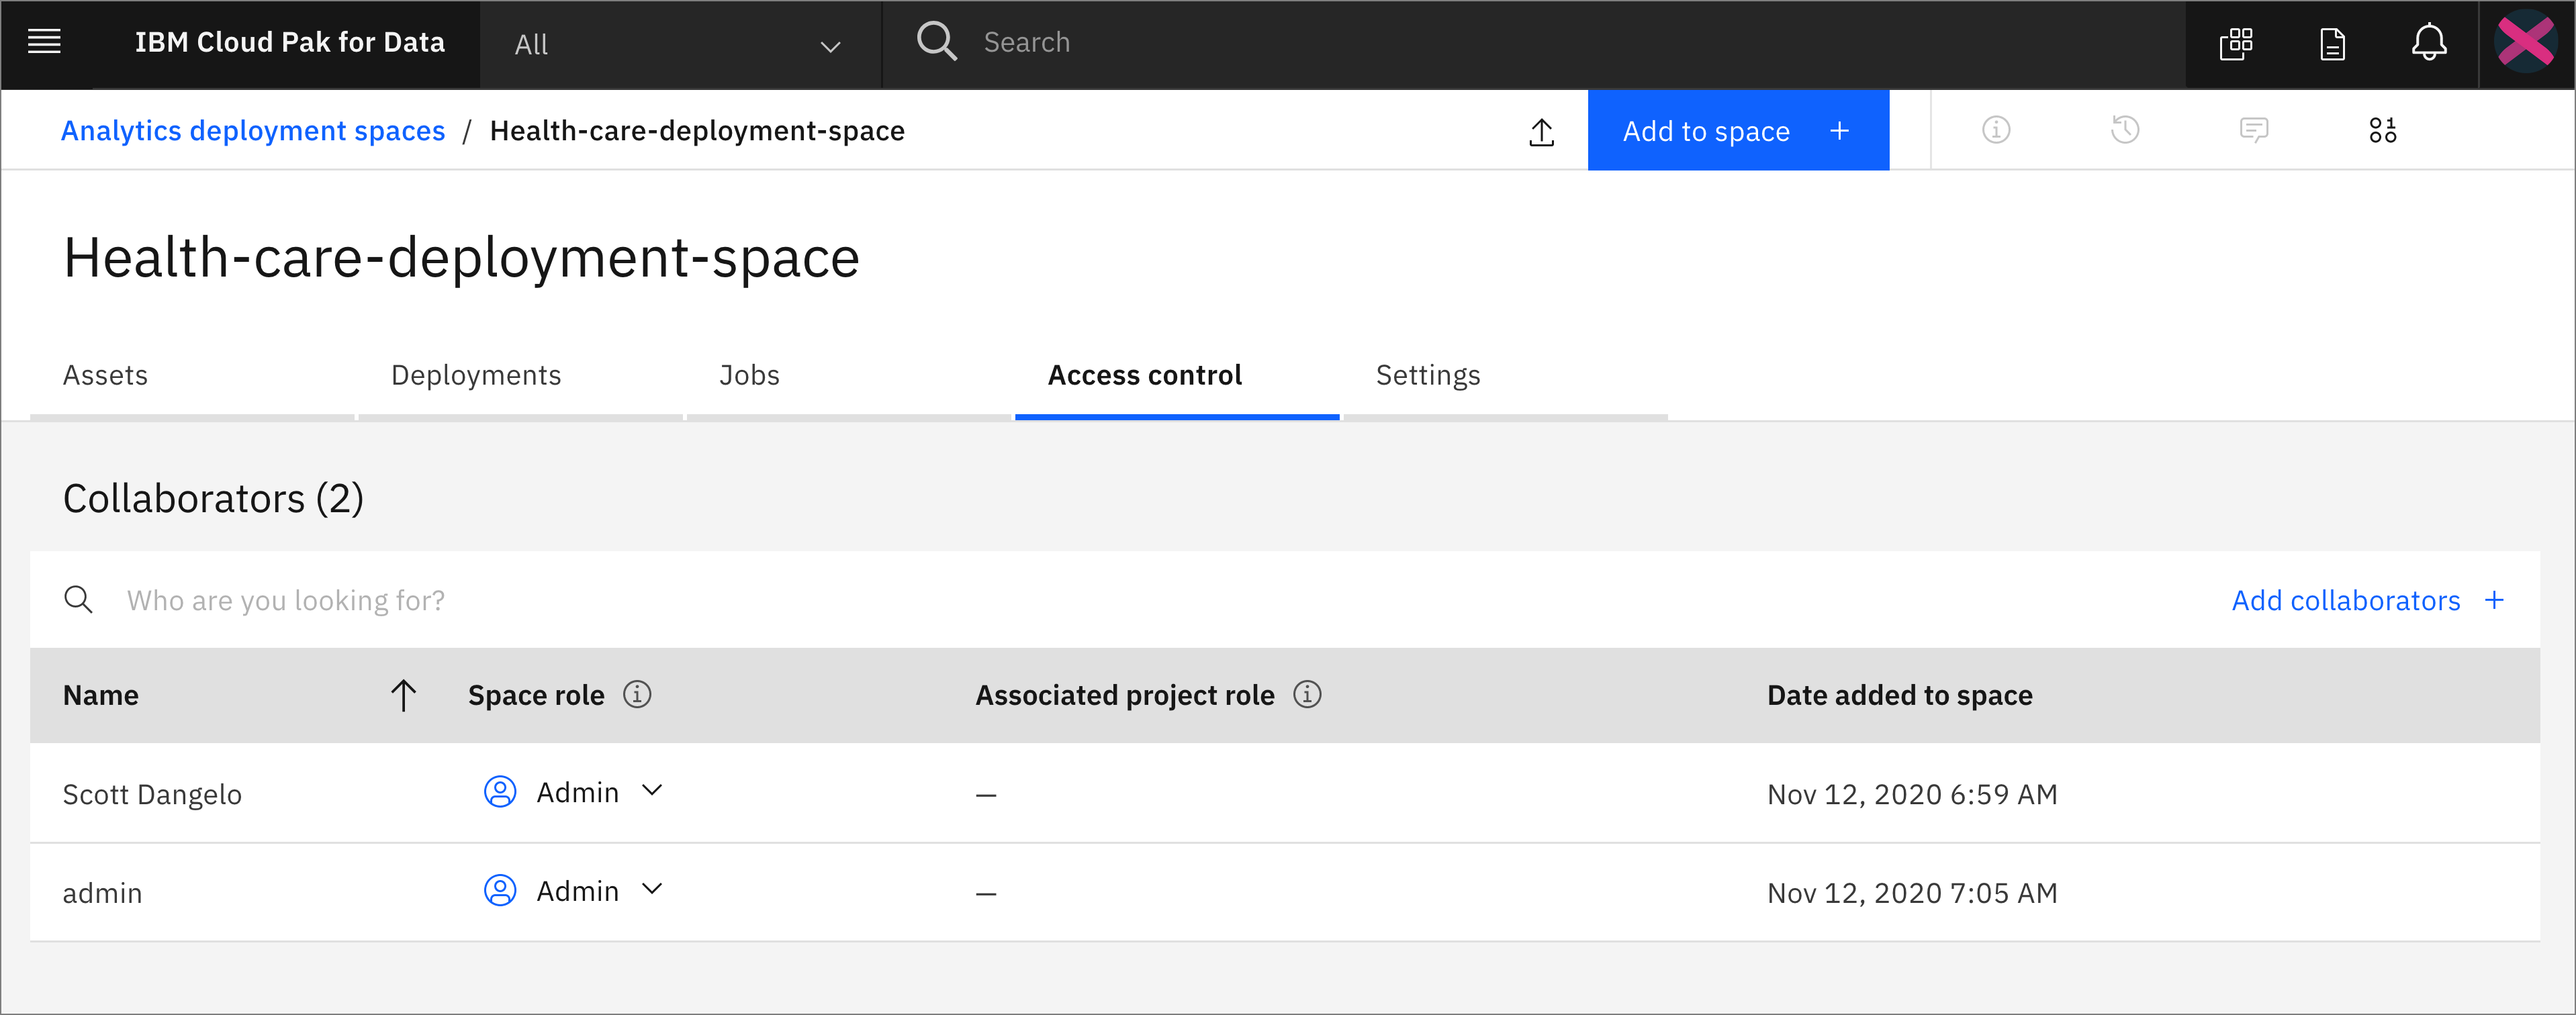 IBM Cloud Pak for Data All Search
Analytics deployment spaces / Health-care-deployment-space Add to space +
Health-care-deployment-space
Assets Deployments Jobs Access control Settings
Collaborators (2)
Who are you looking for? Add collaborators +
Name Space role Associated project role Date added to space
Scott Dangelo Admin — Nov 12, 2020 6:59 AM
admin Admin — Nov 12, 2020 7:05 AM